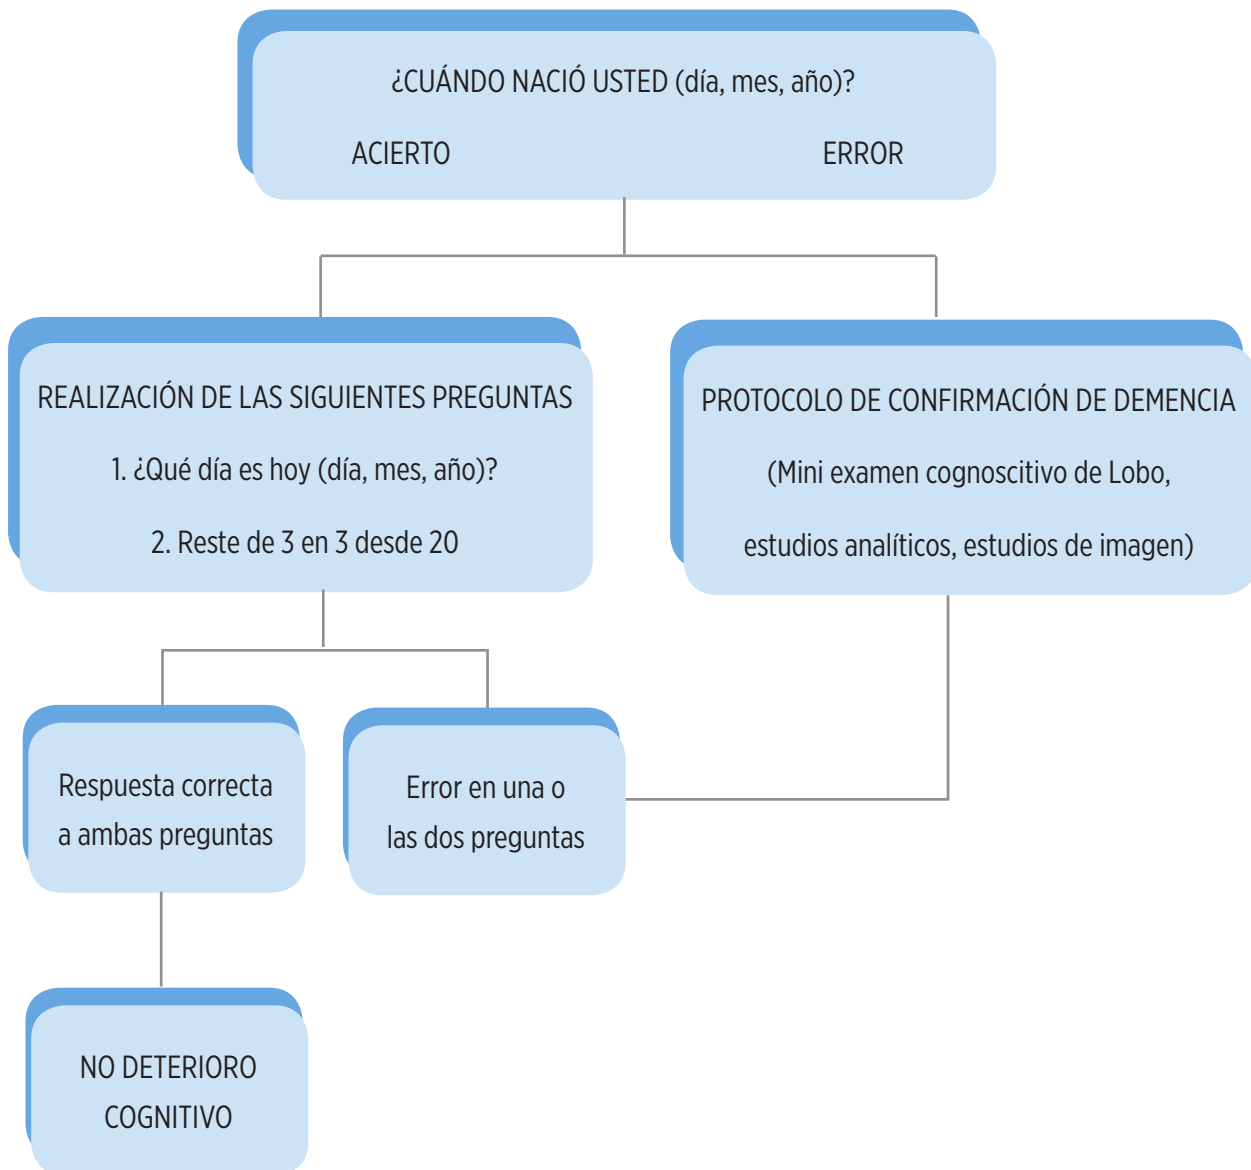 ¿CUÁNDO NACIÓ USTED (día, mes, año)?
ACIERTO
ERROR
REALIZACIÓN DE LAS SIGUIENTES PREGUNTAS
1. ¿Qué día es hoy (día, mes, año)?
2. Reste de 3 en 3 desde 20
PROTOCOLO DE CONFIRMACIÓN DE DEMENCIA
(Mini examen cognoscitivo de Lobo,
estudios analíticos, estudios de imagen)
Respuesta correcta
a ambas preguntas
Error en una o
las dos preguntas
NO DETERIORO
COGNITIVO